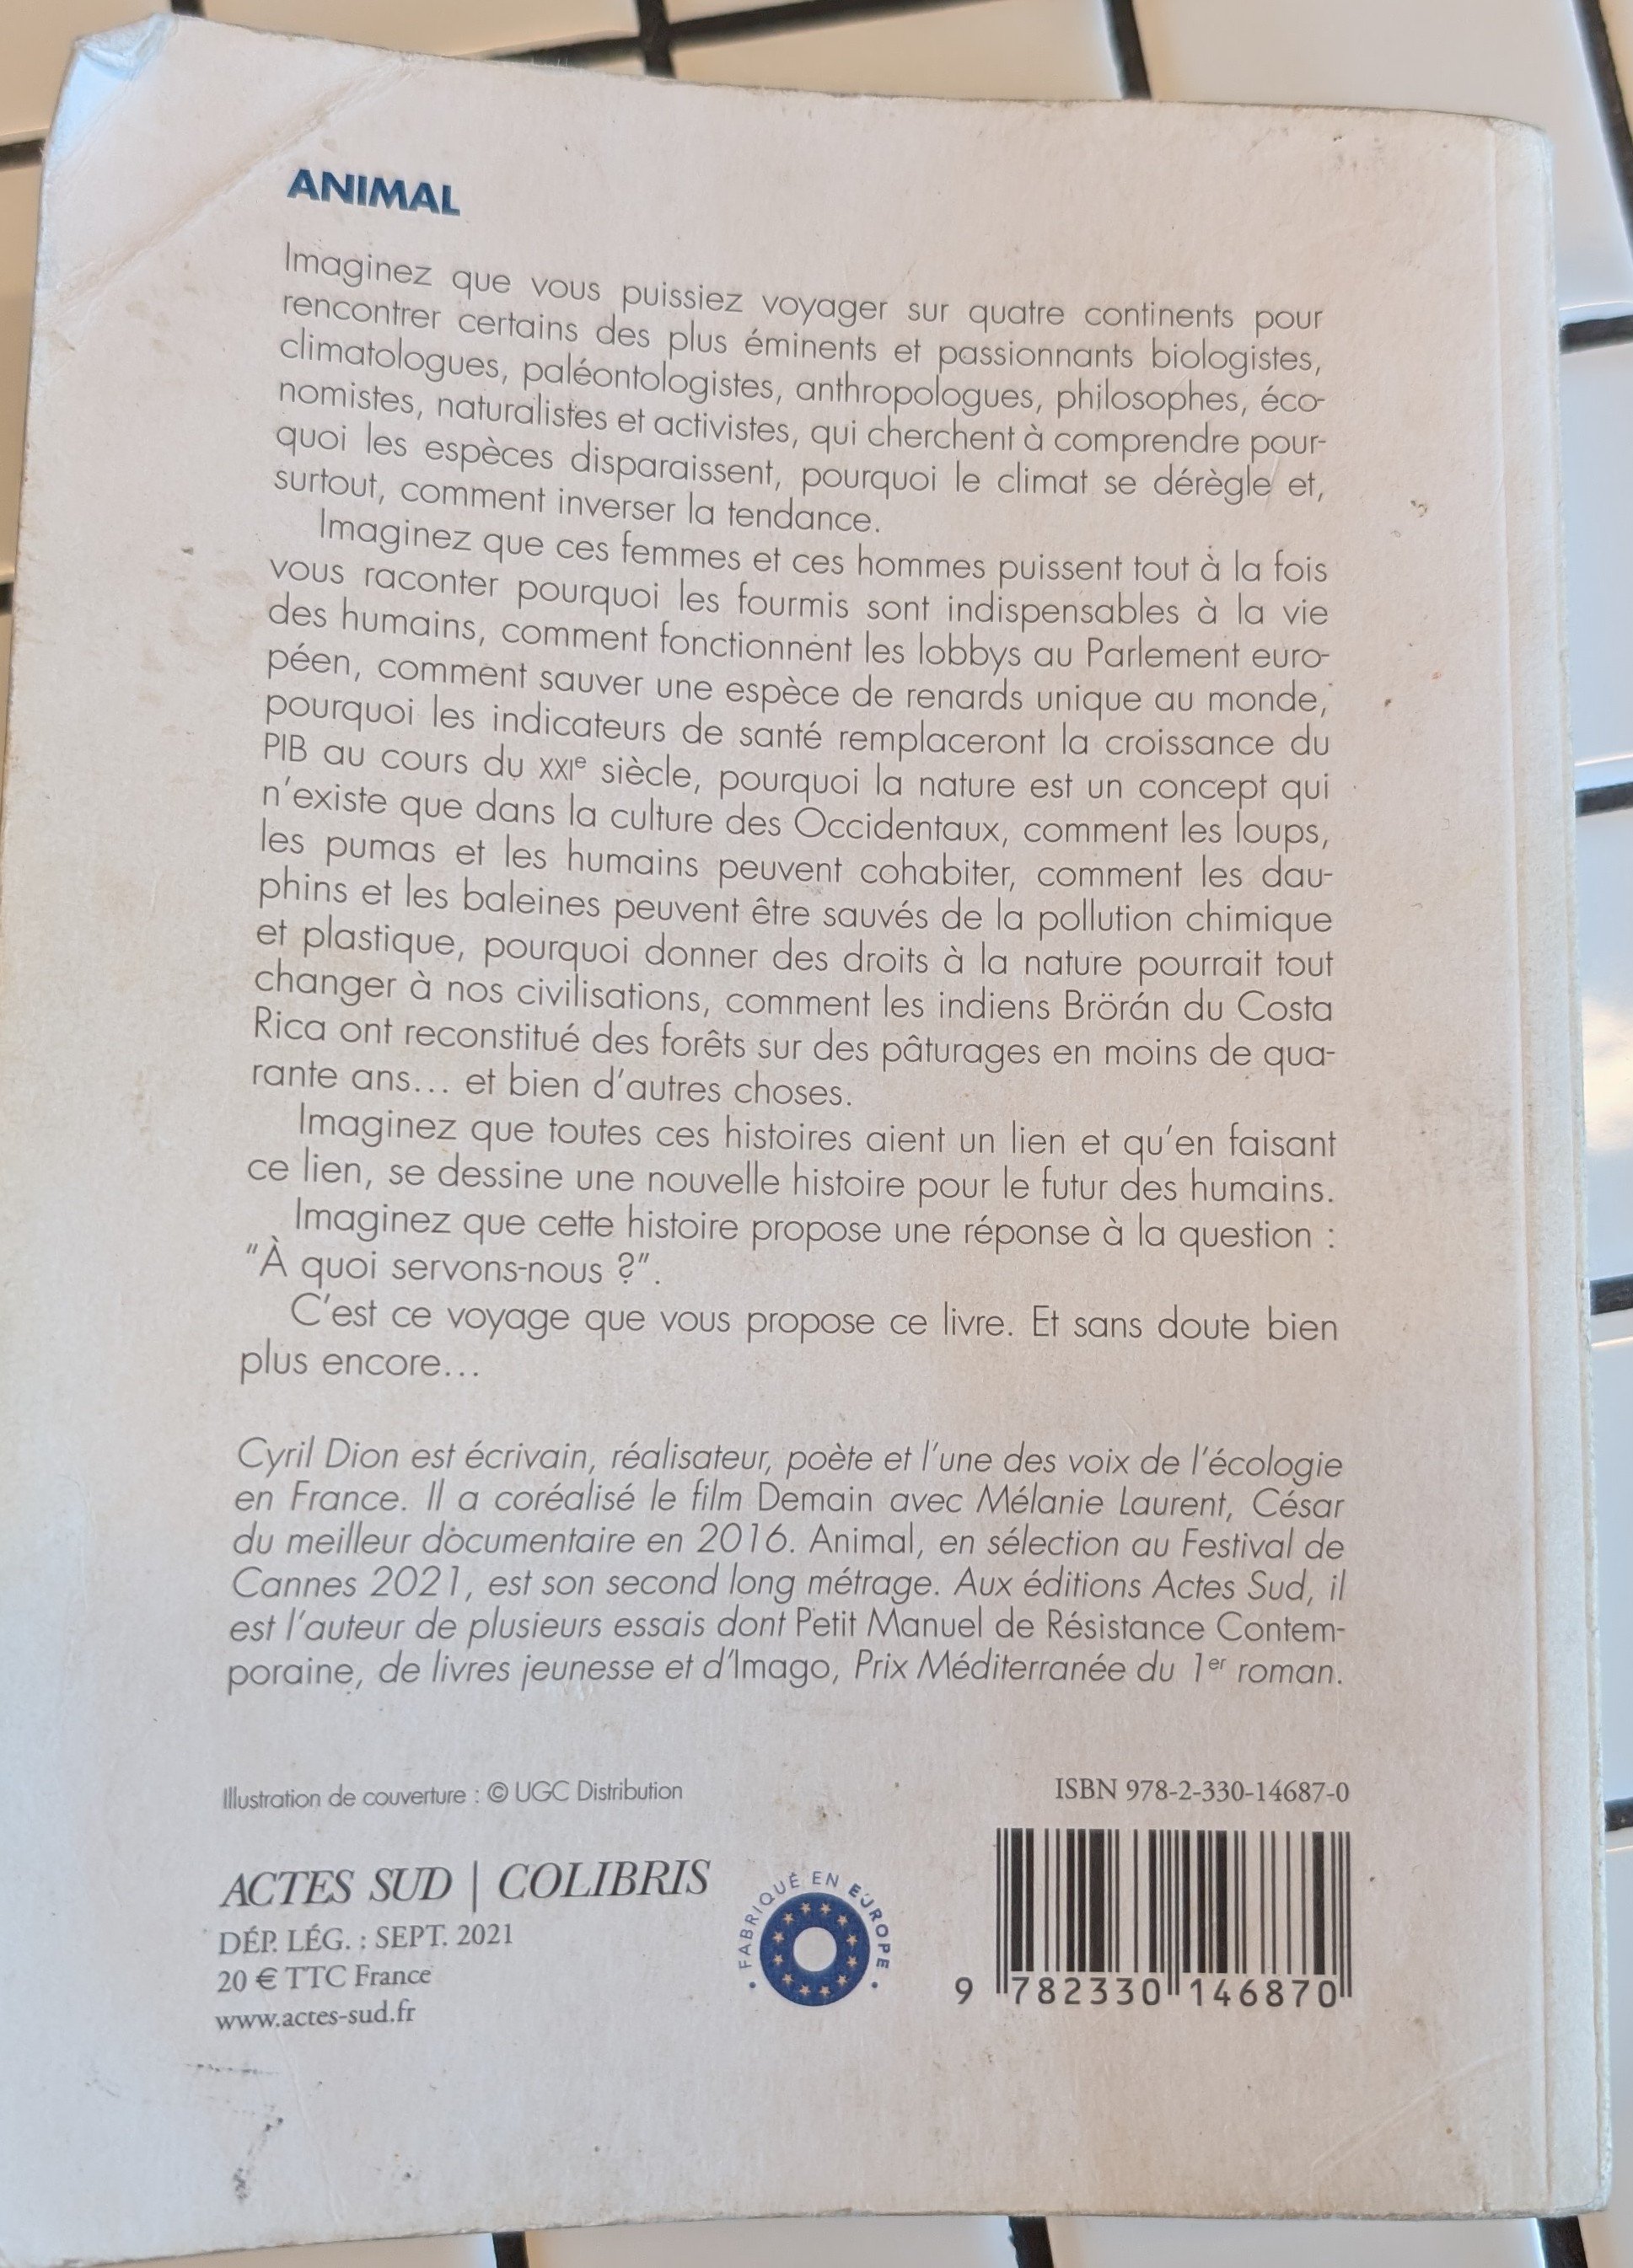 ANIMAL
Imaginez que vous puissiez voyager sur quatre continents pour
rencontrer certains des plus éminents et passionnants biologistes,
climatologues, paléontologistes, anthropologues, philosophes, éco-
nomistes, naturalistes et activistes, qui cherchent à comprendre pour-
quoi les espèces disparaissent, pourquoi le climat se dérègle et,
surtout, comment inverser la tendance.
Imaginez que ces femmes et ces hommes puissent tout à la fois
vous raconter pourquoi les fourmis sont indispensables à la vie
des humains, comment fonctionnent les lobbys au Parlement euro-
péen, comment sauver une espèce de renards unique au monde,
pourquoi les indicateurs de santé remplaceront la croissance du
PIB au cours du XXIe siècle, pourquoi la nature est un concept qui
n'existe que dans la culture des Occidentaux, comment les loups,
les pumas et les humains peuvent cohabiter, comment les dau-
phins et les baleines peuvent être sauvés de la pollution chimique
et plastique, pourquoi donner des droits à la nature pourrait tout
changer à nos civilisations, comment les indiens Brörán du Costa
Rica ont reconstitué des forêts sur des pâturages en moins de qua-
rante ans... et bien d'autres choses.
Imaginez que toutes ces histoires aient un lien et qu'en faisant
ce lien, se dessine une nouvelle histoire pour le futur des humains.
Imaginez que cette histoire propose une réponse à la question :
"À quoi servons-nous ?".
C'est ce voyage que vous propose ce livre. Et sans doute bien
plus encore...
Cyril Dion est écrivain, réalisateur, poète et l'une des voix de l'écologie
en France. Il a coréalisé le film Demain avec Mélanie Laurent, César
du meilleur documentaire en 2016. Animal, en sélection au Festival de
Cannes 2021, est son second long métrage. Aux éditions Actes Sud, il
est l'auteur de plusieurs essais dont Petit Manuel de Résistance Contem-
poraine, de livres jeunesse et d'Imago, Prix Méditerranée du 1er roman.
Illustration de couverture : © UGC Distribution
ISBN 978-2-330-14687-0
ACTES SUD | COLIBRIS
DÉP. LÉG. : SEPT. 2021
20 € TTC France
www.actes-sud.fr
• FABRIQUÉ EN EUROPE •
9 782330 146870